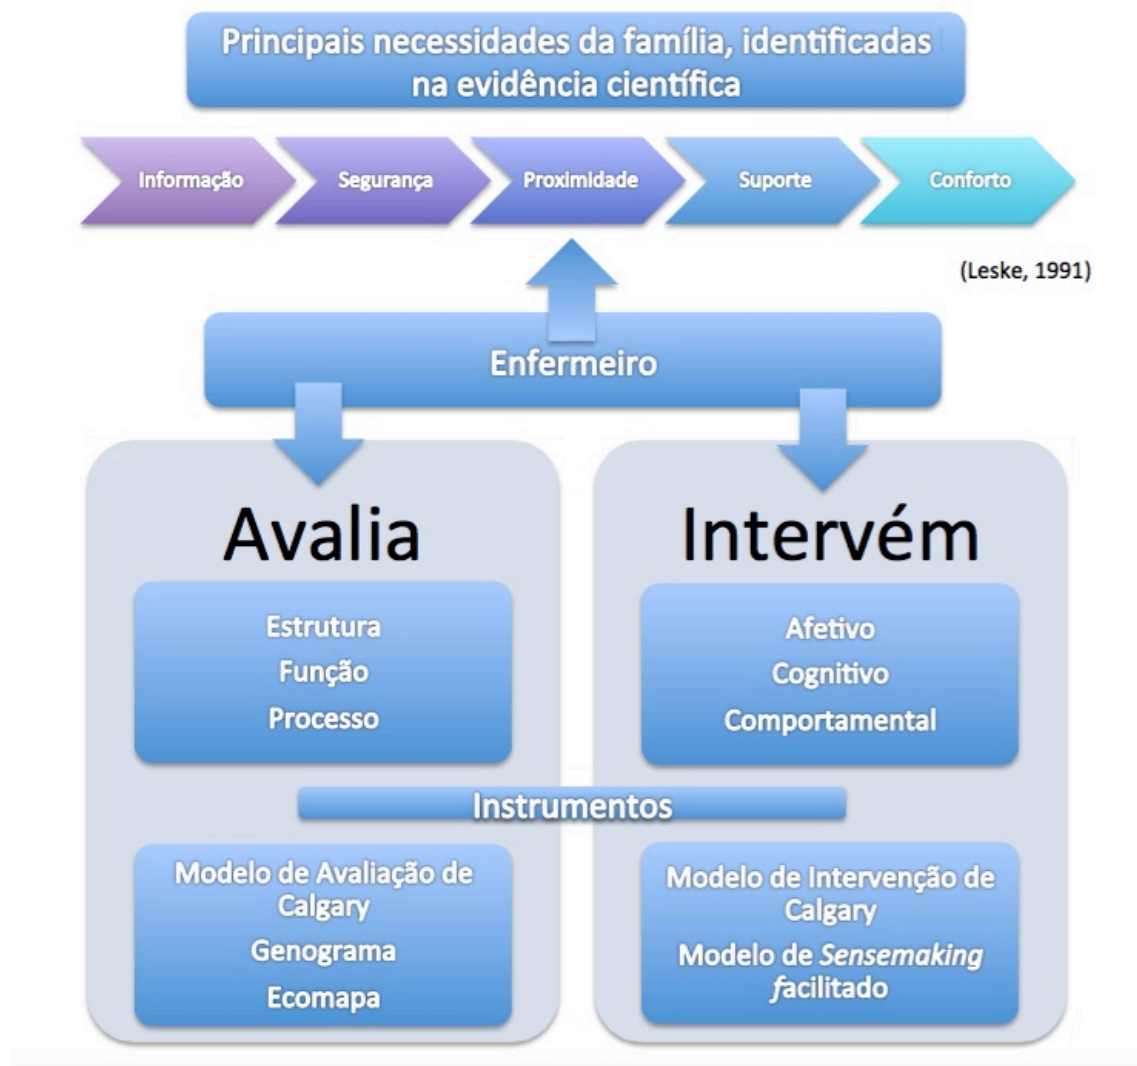 Principais necessidades da família, identificadas
na evidência científica
Informação
Segurança
Proximidade
Suporte
Conforto
(Leske, 1991)
Enfermeiro
Avalia
Estrutura
Função
Processo
Intervém
Afetivo
Cognitivo
Comportamental
Instrumentos
Modelo de Avaliação de
Calgary
Genograma
Ecomapa
Modelo de Intervenção de
Calgary
Modelo de Sensemaking
facilitado